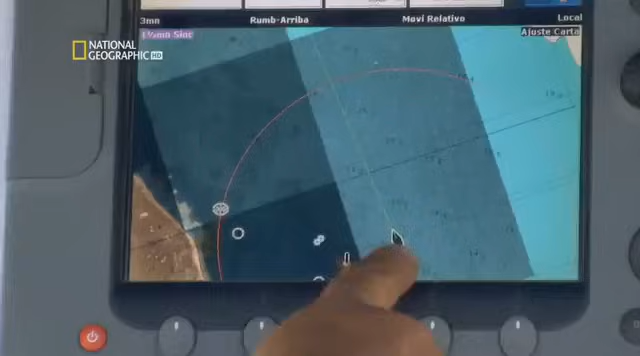 3mn Rumb-Arriba Movi Relativo Local
NATIONAL
GEOGRAPHIC HD
Ajuste Carta